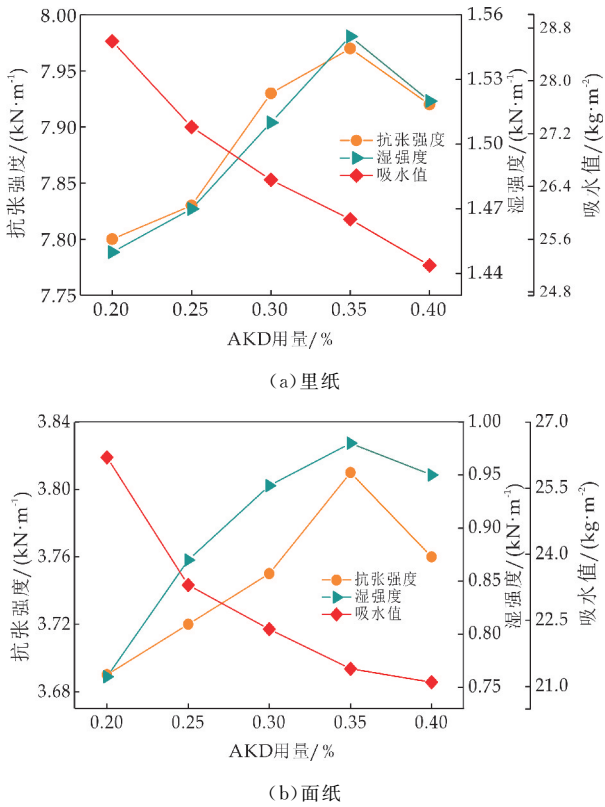 8.00
7.95
7.90
7.85
7.80
7.75
抗张强度/(kN·m⁻¹)
1.56
1.53
1.50
1.47
1.44
湿强度/(kN·m⁻¹)
28.8
28.0
27.2
26.4
25.6
24.8
吸水值/(kg·m⁻²)
抗张强度
湿强度
吸水值
0.20 0.25 0.30 0.35 0.40
AKD用量/%
(a)里纸
3.84
3.80
3.76
3.72
3.68
抗张强度/(kN·m⁻¹)
1.00
0.95
0.90
0.85
0.80
0.75
湿强度/(kN·m⁻¹)
27.0
25.5
24.0
22.5
21.0
吸水值/(kg·m⁻²)
抗张强度
湿强度
吸水值
0.20 0.25 0.30 0.35 0.40
AKD用量/%
(b)面纸